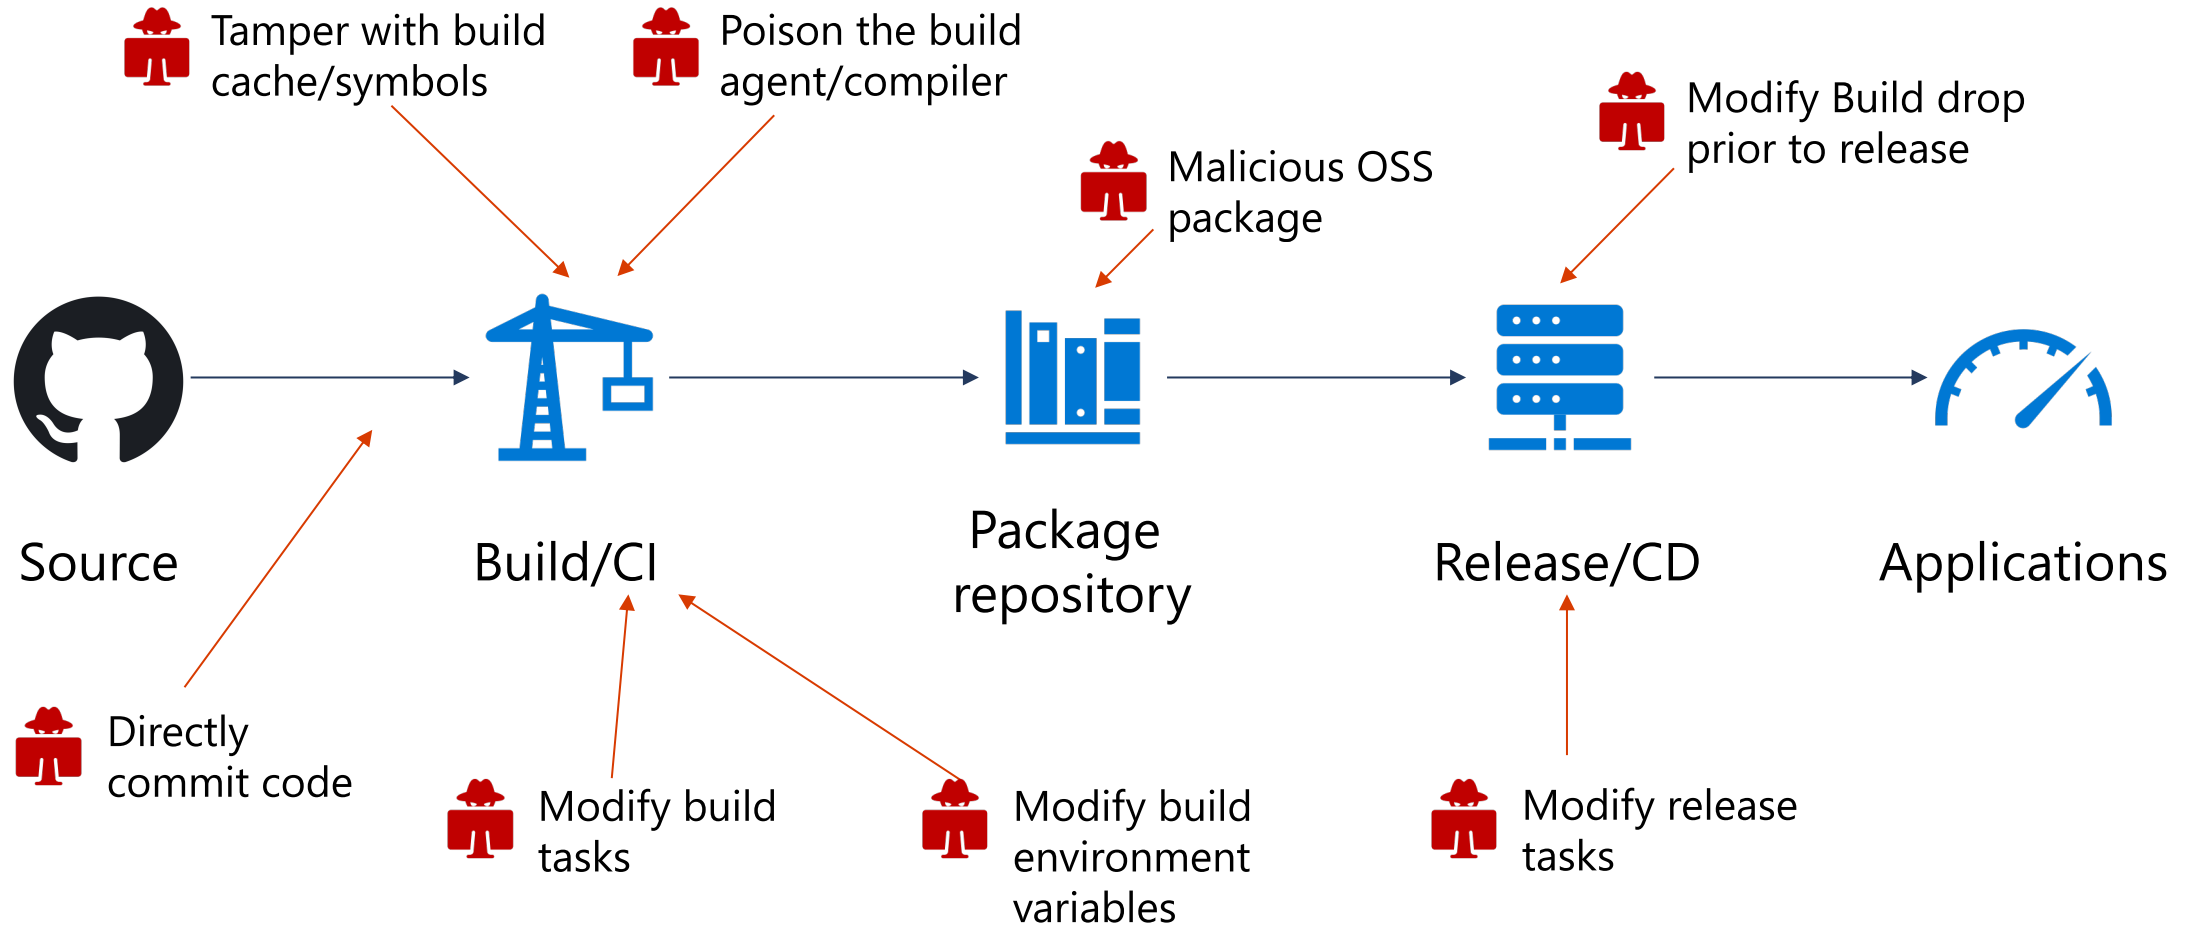 Tamper with build
cache/symbols
Poison the build
agent/compiler
Malicious OSS
package
Modify Build drop
prior to release
Source
Build/CI
Package
repository
Release/CD
Applications
Directly
commit code
Modify build
tasks
Modify build
environment
variables
Modify release
tasks